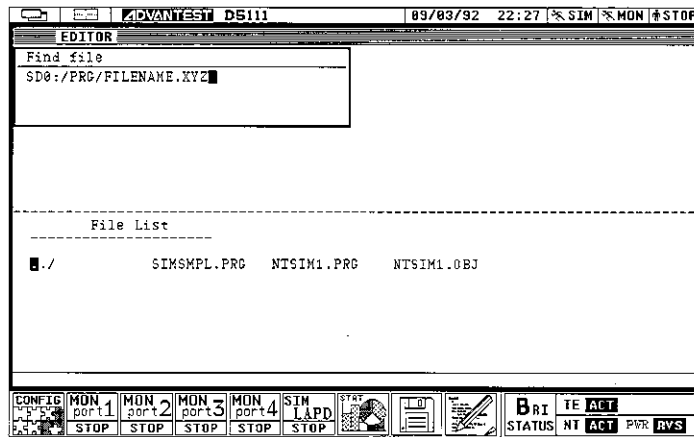 ADVANTEST D5111 09/03/92 22:27 SIM MON STOP
EDITOR
Find file
SD0:/PRG/FILENAME.XYZ
File List
../ SIMSMPL.PRG NTSIM1.PRG NTSIM1.OBJ
CONFIG MON port1 STOP MON port2 STOP MON port3 STOP MON port4 STOP SIM LAPD STOP STAT BRI STATUS TE ACT NT ACT PWR RVS